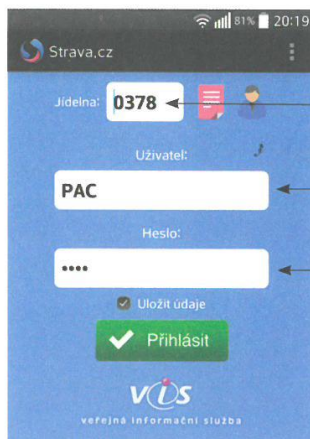 81% 20:19
Strava.cz
Jídelna: 0378
Uživatel:
PAC
Heslo:
••••
Uložit údaje
Přihlásit
VIS
veřejná informační služba